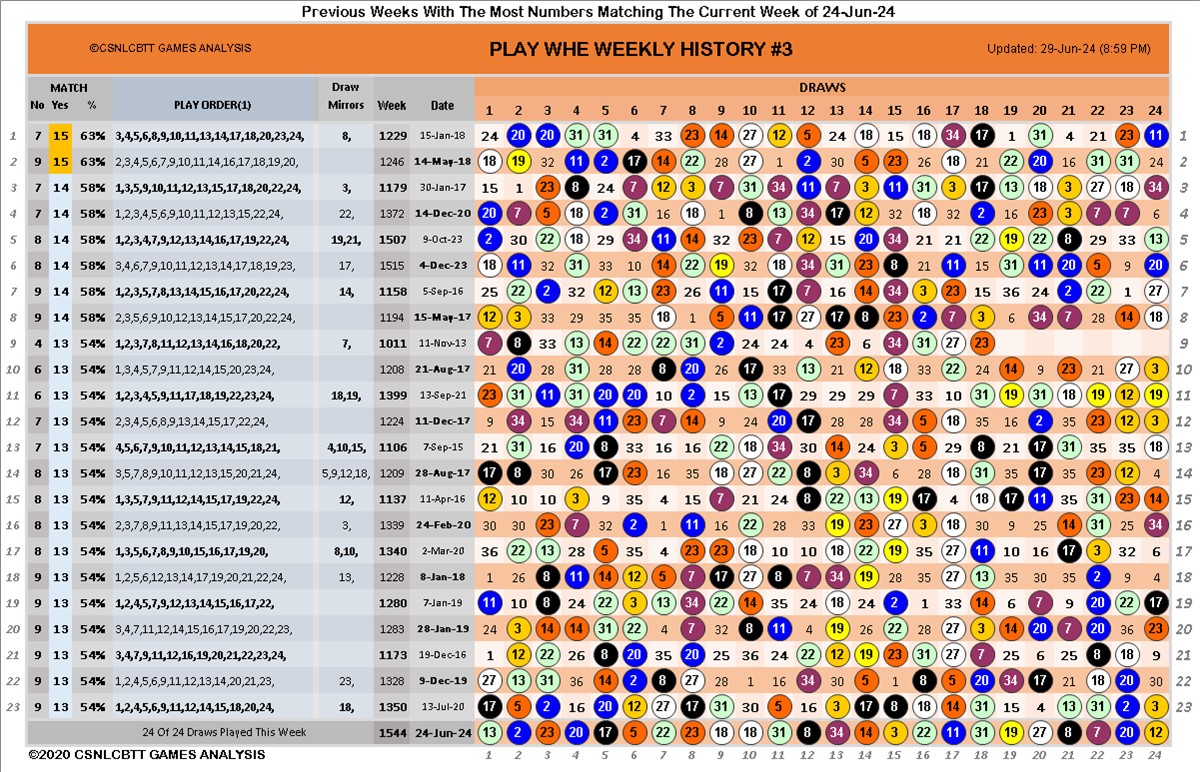 Previous Weeks With The Most Numbers Matching The Current Week of 24-Jun-24
©CSNLCBTT GAMES ANALYSIS PLAY WHE WEEKLY HISTORY #3 Updated: 29-Jun-24 (8:59 PM)
MATCH Draw DRAWS
No Yes % PLAY ORDER(1) Mirrors Week Date 1 2 3 4 5 6 7 8 9 10 11 12 13 14 15 16 17 18 19 20 21 22 23 24
1 7 15 63% 3,4,5,6,8,9,10,11,13,14,17,18,20,23,24, 8, 1229 15-Jan-18 24 20 20 31 31 4 33 23 14 27 12 5 24 18 15 18 34 17 1 31 4 21 23 11 1
2 9 15 63% 2,3,4,5,6,7,9,10,11,14,16,17,18,19,20, 1246 14-May-18 18 19 32 11 2 17 14 22 28 27 1 2 30 5 23 26 18 21 22 20 16 31 31 24 2
3 7 14 58% 1,3,5,9,10,11,12,13,15,17,18,20,22,24, 3, 1179 30-Jan-17 15 1 23 8 24 7 12 3 7 31 34 11 7 3 11 31 3 17 13 18 3 27 18 34 3
4 7 14 58% 1,2,3,4,5,6,9,10,11,12,13,15,22,24, 22, 1372 14-Dec-20 20 7 5 18 2 31 16 18 1 8 13 34 17 12 32 18 32 2 16 23 3 7 7 6 4
5 8 14 58% 1,2,3,4,7,9,12,13,14,16,17,19,22,24, 19,21, 1507 9-Oct-23 2 30 22 18 29 34 11 14 32 23 7 12 15 20 34 21 21 22 19 22 8 29 33 13 5
6 8 14 58% 3,4,6,7,9,10,11,12,13,14,17,18,19,23, 17, 1515 4-Dec-23 18 11 32 31 33 10 14 22 19 32 18 34 31 23 8 21 11 15 31 11 20 5 9 20 6
7 9 14 58% 1,2,3,5,7,8,13,14,15,16,17,20,22,24, 14, 1158 5-Sep-16 25 22 2 32 12 13 23 26 11 15 17 7 16 14 34 3 23 15 36 24 2 22 1 27 7
8 9 14 58% 2,3,5,6,8,10,12,13,14,15,17,20,22,24, 1194 15-May-17 12 3 33 29 35 35 18 1 5 11 17 27 17 8 23 2 7 3 6 34 7 28 14 18 8
9 4 13 54% 1,2,3,7,8,11,12,13,14,16,18,20,22, 7, 1011 11-Nov-13 7 8 33 13 14 22 22 31 2 24 24 4 23 6 34 31 27 23 9
10 6 13 54% 1,3,4,5,7,9,11,12,14,15,20,23,24, 1208 21-Aug-17 21 20 28 31 28 28 8 20 26 17 33 13 21 12 18 33 22 24 14 9 23 21 27 3 10
11 6 13 54% 1,2,3,4,5,9,11,17,18,19,22,23,24, 18,19, 1399 13-Sep-21 23 31 11 31 20 20 10 2 15 13 17 29 29 29 7 33 10 31 19 31 18 19 12 19 11
12 7 13 54% 2,3,4,5,6,8,9,13,14,15,17,22, 1224 11-Dec-17 9 34 15 34 11 23 7 14 9 24 20 17 28 28 34 5 18 35 35 2 35 23 12 3 12
13 7 13 54% 4,5,6,7,9,10,11,12,13,14,15,18,21, 4,10,15, 1106 7-Sep-15 21 31 16 20 8 33 16 16 22 18 34 30 14 24 3 5 29 8 21 17 31 35 35 18 13
14 8 13 54% 3,5,7,8,9,10,11,12,13,15,20,21,24, 5,9,12,18, 1209 28-Aug-17 17 8 30 26 17 23 14 35 18 27 22 8 3 34 6 28 18 31 35 17 35 23 12 4 14
15 8 13 54% 1,3,5,7,9,11,12,14,15,17,19,22,24, 12, 1137 11-Apr-16 12 10 10 3 9 35 4 15 7 21 24 8 22 13 19 17 4 18 17 11 35 31 23 14 15
16 8 13 54% 2,3,7,8,9,11,13,14,15,17,19,20,22, 3, 1339 24-Feb-20 30 30 23 7 32 2 1 11 16 22 28 33 19 23 27 3 18 30 9 25 14 31 25 34 16
17 8 13 54% 1,3,5,6,7,8,9,10,15,16,17,19,20, 8,10, 1340 2-Mar-20 36 22 13 28 5 35 4 23 23 18 10 10 18 22 19 35 27 11 10 16 17 3 32 6 17
18 9 13 54% 1,2,5,6,12,13,14,17,19,20,21,22,24, 13, 1228 8-Jan-18 1 26 8 11 14 12 5 7 17 27 8 7 34 19 28 35 27 13 35 30 35 2 9 4 18
19 9 13 54% 1,2,4,5,7,9,12,13,14,15,16,17,22, 1280 7-Jan-19 11 10 8 24 22 3 13 34 22 14 35 24 18 24 2 1 33 14 6 7 9 20 22 17 19
20 9 13 54% 3,4,7,11,12,14,15,16,17,19,20,22,23, 1283 28-Jan-19 24 3 14 14 31 22 4 7 32 8 11 4 19 26 22 28 27 3 14 20 7 20 36 23 20
21 9 13 54% 3,4,7,9,11,12,16,19,20,21,22,23,24, 1173 19-Dec-16 1 12 22 26 8 20 35 20 25 36 24 22 12 19 23 31 27 7 25 6 25 8 18 9 21
22 9 13 54% 1,2,4,5,6,9,11,12,13,14,20,21,23, 23, 1328 9-Dec-19 27 13 31 36 14 2 8 27 28 1 16 34 30 5 1 8 5 20 34 17 21 18 20 30 22
23 9 13 54% 1,2,4,5,6,9,11,12,14,15,18,20,24, 18, 1350 13-Jul-20 17 5 2 16 20 12 27 17 31 30 5 16 3 17 8 18 14 31 15 4 13 31 2 3 23
24 Of 24 Draws Played This Week 1544 24-Jun-24 13 2 23 20 17 5 22 23 18 18 31 8 34 14 3 22 11 31 19 27 8 7 20 12
©2020 CSNLCBTT GAMES ANALYSIS 1 2 3 4 5 6 7 8 9 10 11 12 13 14 15 16 17 18 19 20 21 22 23 24